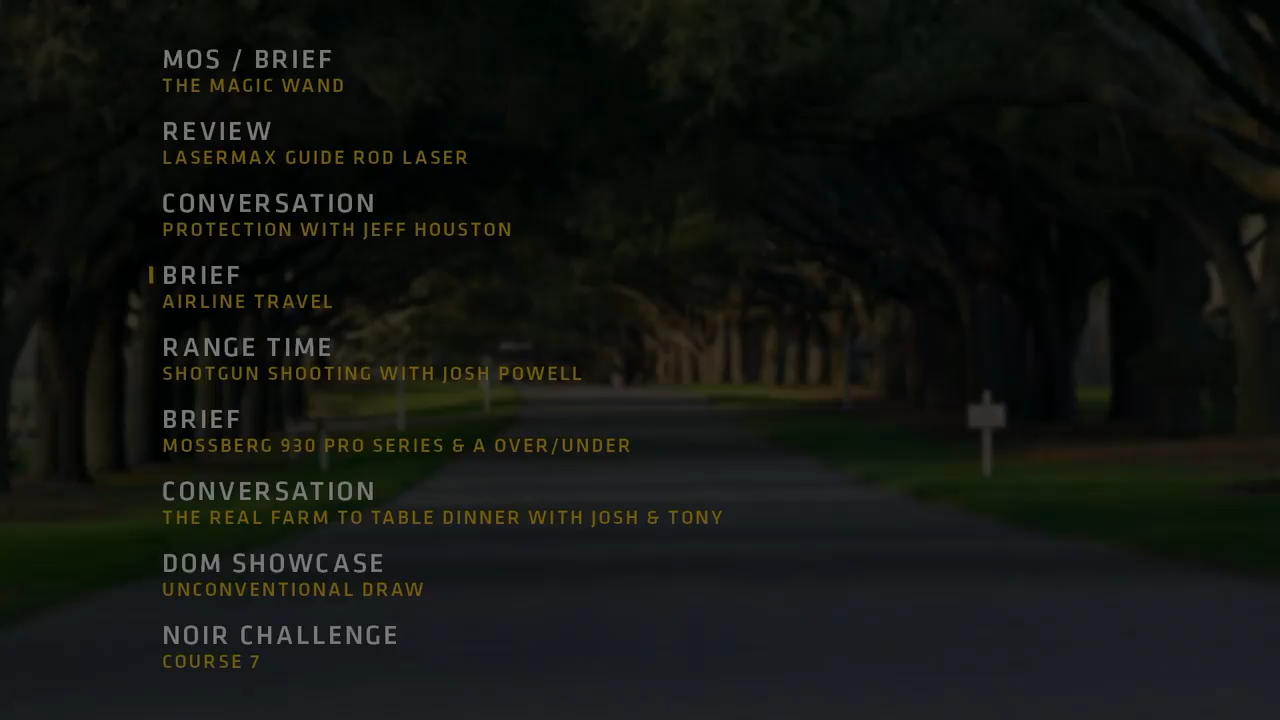 MOS / BRIEF
THE MAGIC WAND
REVIEW
LASERMAX GUIDE ROD LASER
CONVERSATION
PROTECTION WITH JEFF HOUSTON
BRIEF
AIRLINE TRAVEL
RANGE TIME
SHOTGUN SHOOTING WITH JOSH POWELL
BRIEF
MOSSBERG 930 PRO SERIES & A OVER/UNDER
CONVERSATION
THE REAL FARM TO TABLE DINNER WITH JOSH & TONY
DOM SHOWCASE
UNCONVENTIONAL DRAW
NOIR CHALLENGE
COURSE 7